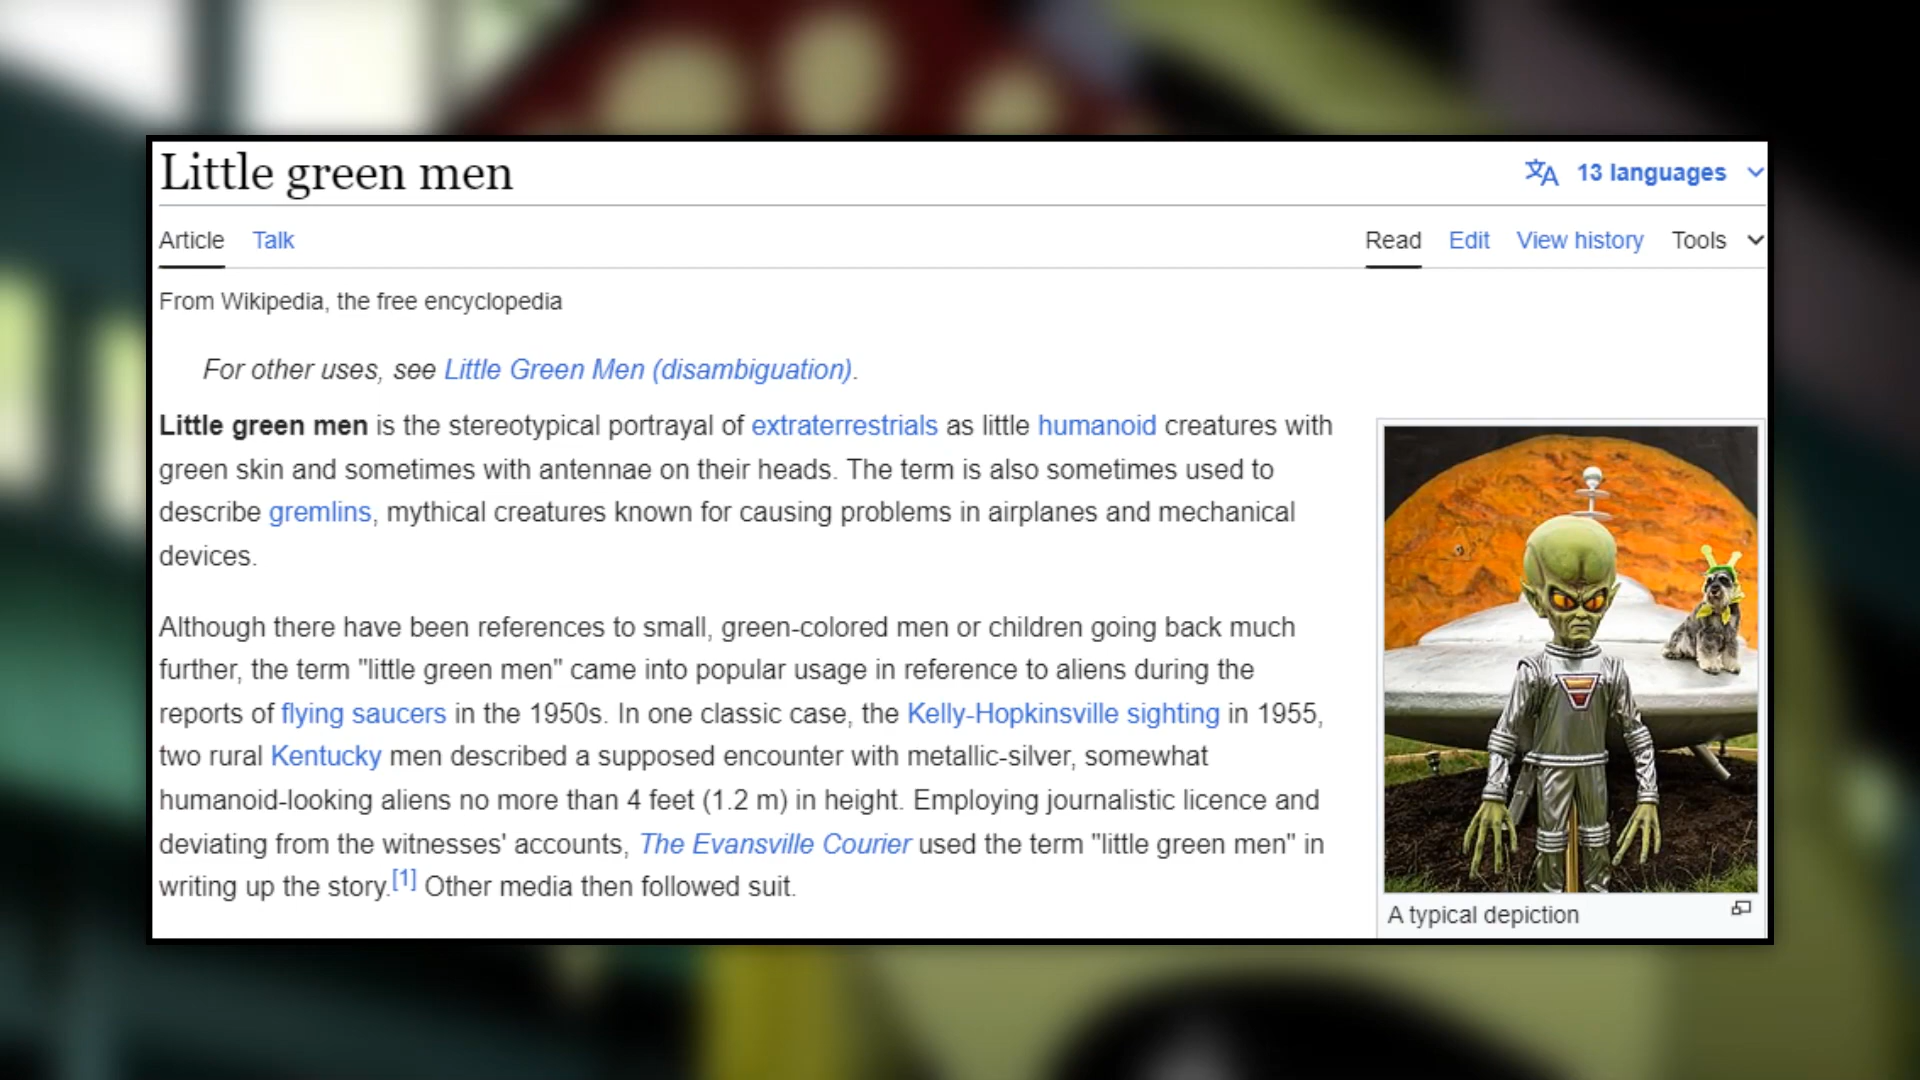 Little green men
13 languages
Article Talk
Read Edit View history Tools
From Wikipedia, the free encyclopedia
For other uses, see Little Green Men (disambiguation).
Little green men is the stereotypical portrayal of extraterrestrials as little humanoid creatures with
green skin and sometimes with antennae on their heads. The term is also sometimes used to
describe gremlins, mythical creatures known for causing problems in airplanes and mechanical
devices.
Although there have been references to small, green-colored men or children going back much
further, the term "little green men" came into popular usage in reference to aliens during the
reports of flying saucers in the 1950s. In one classic case, the Kelly-Hopkinsville sighting in 1955,
two rural Kentucky men described a supposed encounter with metallic-silver, somewhat
humanoid-looking aliens no more than 4 feet (1.2 m) in height. Employing journalistic licence and
deviating from the witnesses' accounts, The Evansville Courier used the term "little green men" in
writing up the story.[1] Other media then followed suit.
A typical depiction